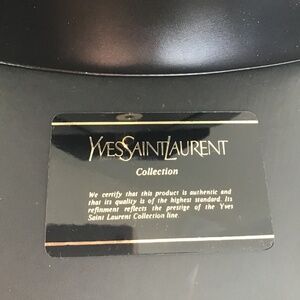 YVESSAINTLAURENT
Collection
We certify that this product is authentic and
that its quality is of the highest standard. Its
refinment reflects the prestige of the Yves
Saint Laurent Collection line.